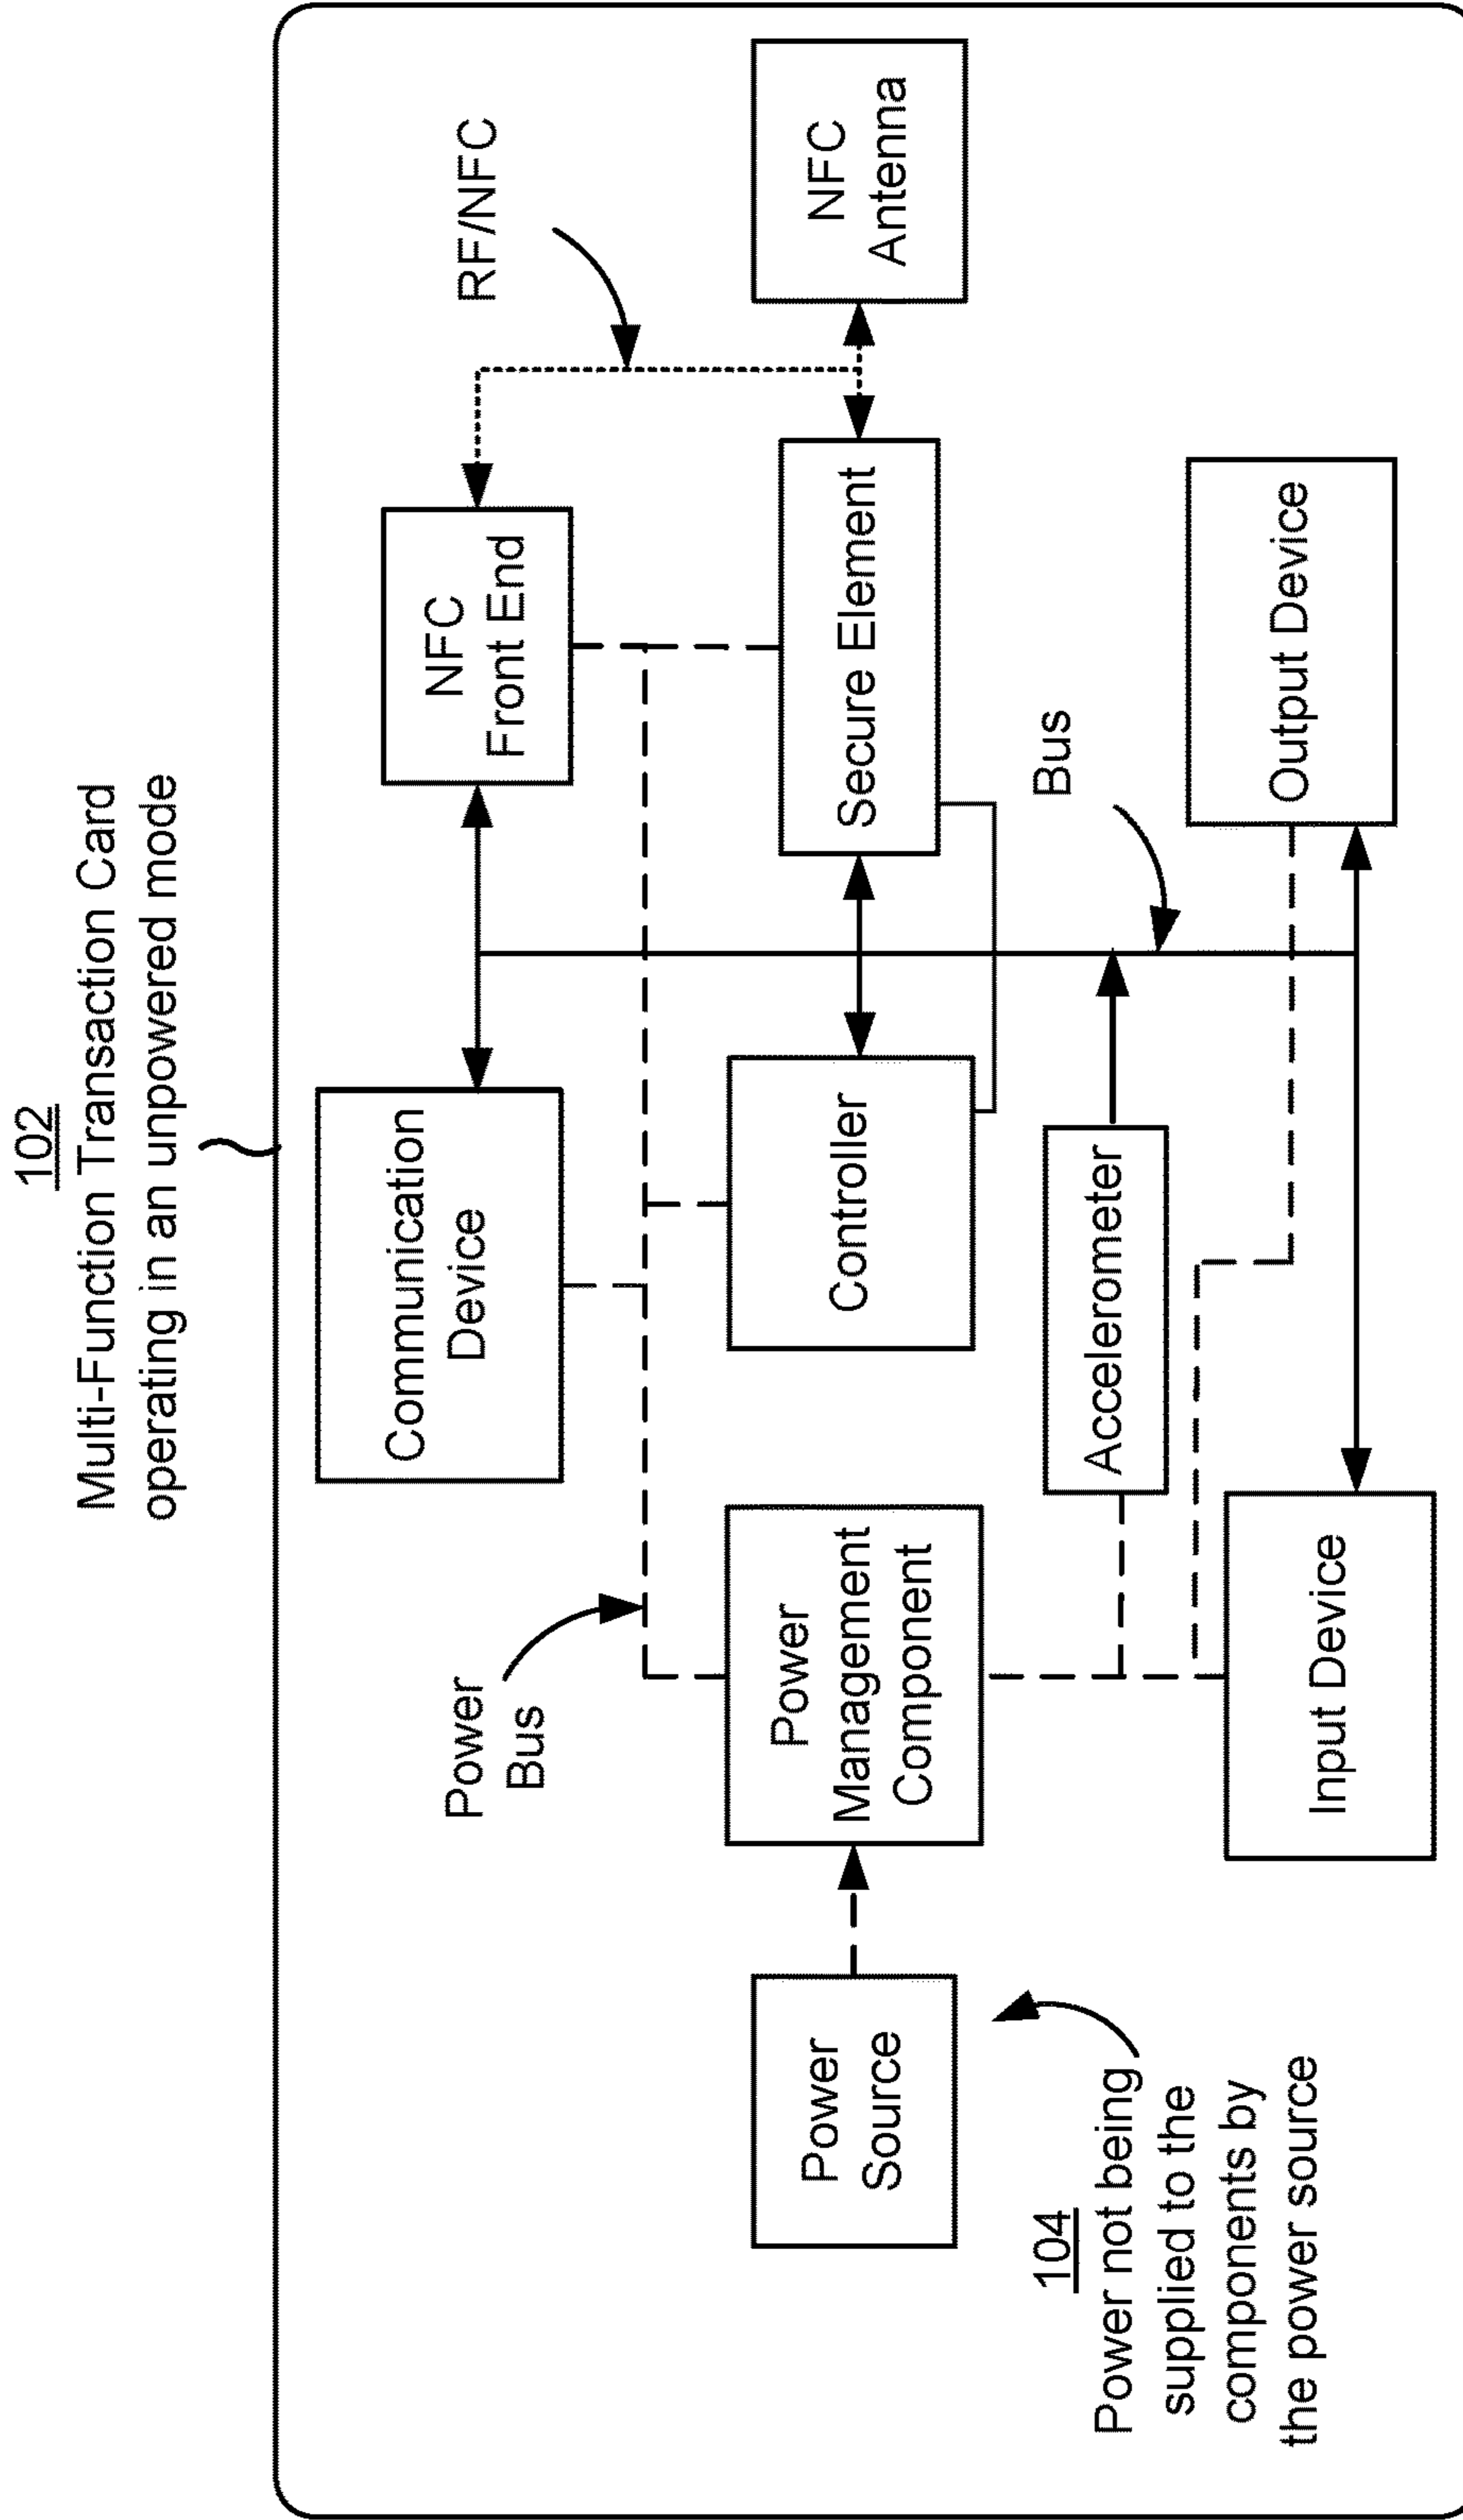 102
Multi-Function Transaction Card
operating in an unpowered mode
Communication
Device
NFC
Front End
RF/NFC
Power
Bus
Power
Source
Power
Management
Component
Controller
Secure Element
NFC
Antenna
104
Power not being
supplied to the
components by
the power source
Accelerometer
Bus
Input Device
Output Device